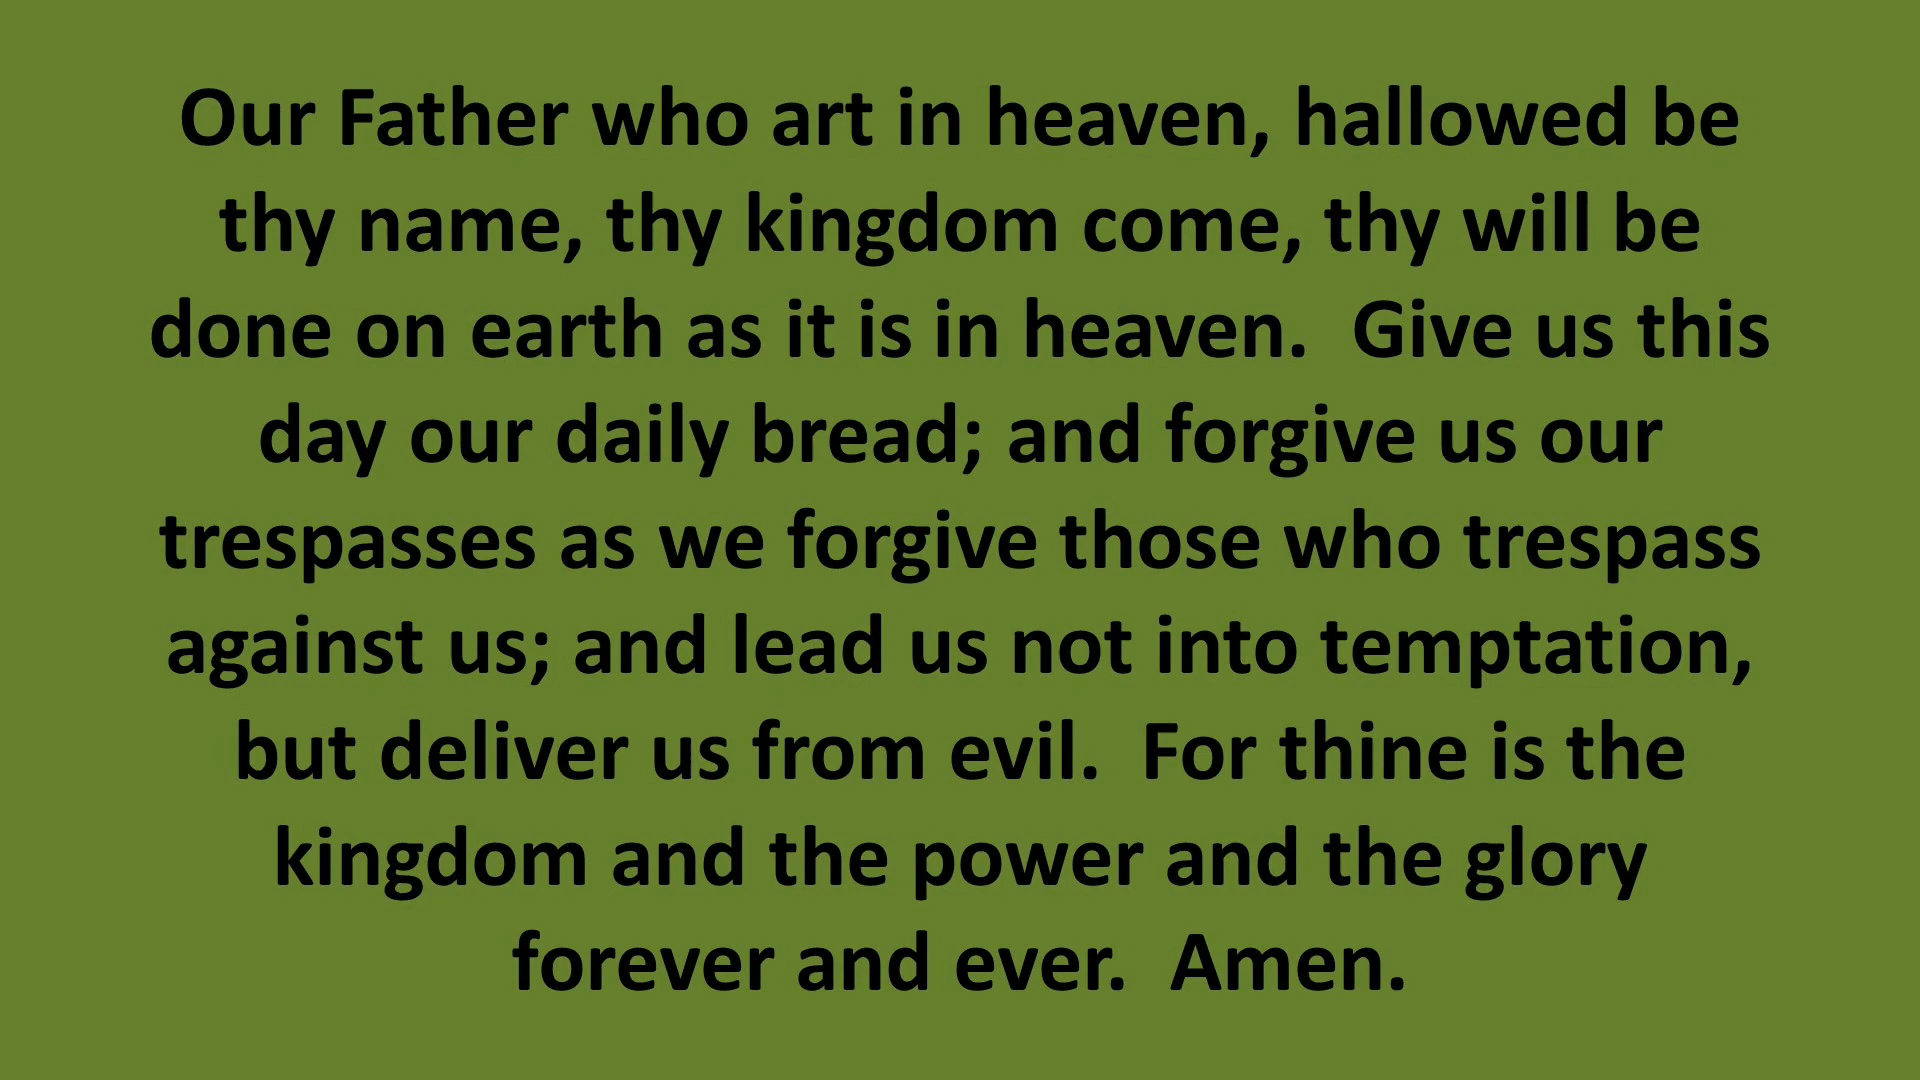 Our Father who art in heaven, hallowed be
thy name, thy kingdom come, thy will be
done on earth as it is in heaven.  Give us this
day our daily bread; and forgive us our
trespasses as we forgive those who trespass
against us; and lead us not into temptation,
but deliver us from evil.  For thine is the
kingdom and the power and the glory
forever and ever.  Amen.